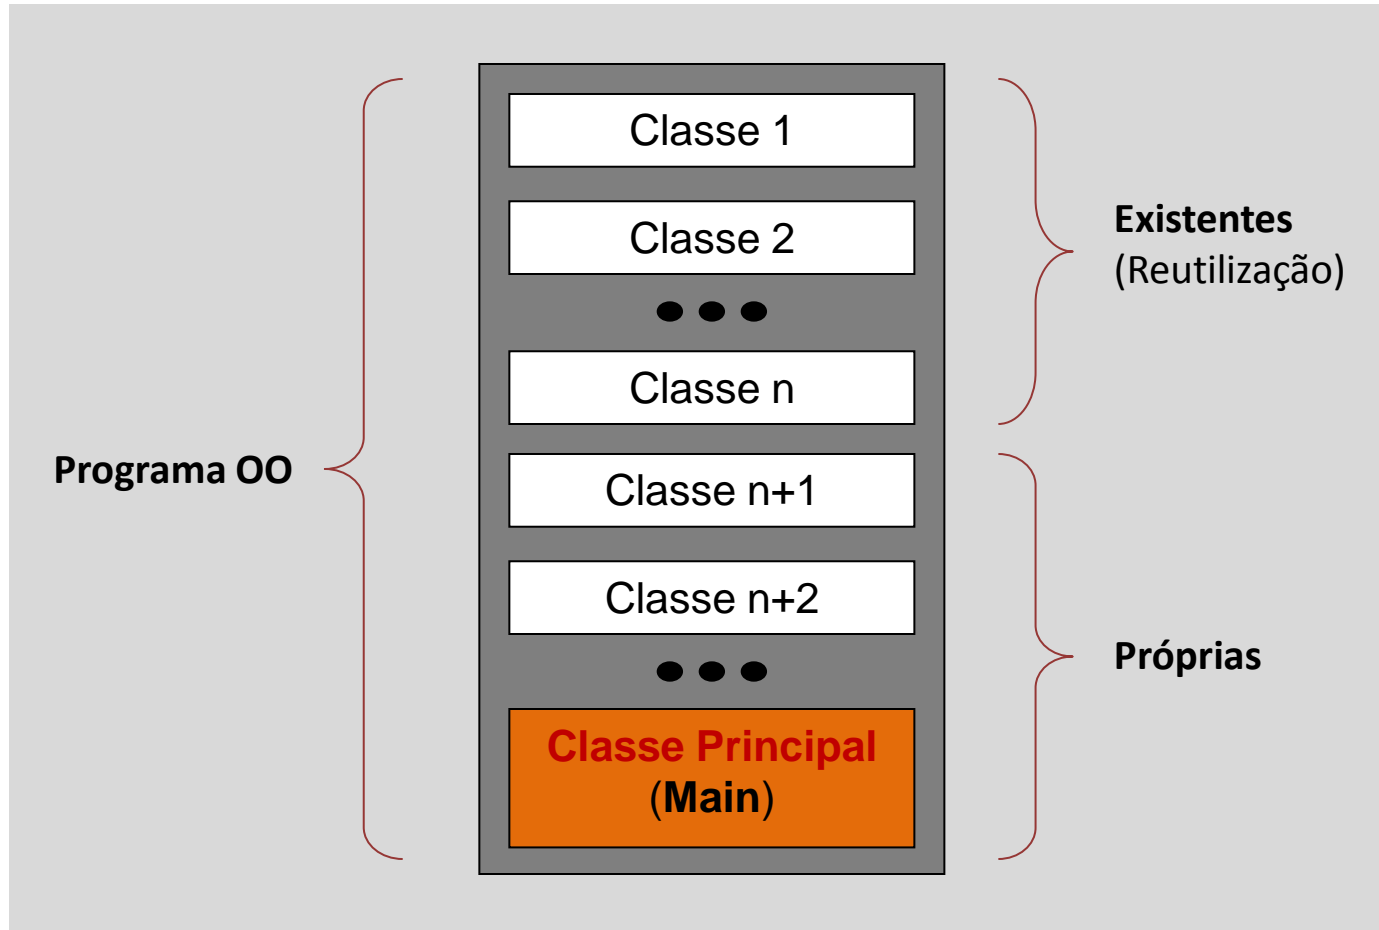 Programa OO
Classe 1
Classe 2
Classe n
Classe n+1
Classe n+2
Classe Principal
(Main)
Existentes
(Reutilização)
Próprias